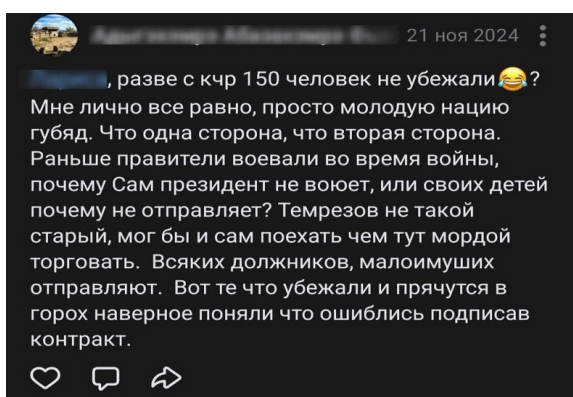 21 ноя 2024
, разве с кчр 150 человек не убежали😂?
Мне лично все равно, просто молодую нацию
губяд. Что одна сторона, что вторая сторона.
Раньше правители воевали во время войны,
почему Сам президент не воюет, или своих детей
почему не отправляет? Темрезов не такой
старый, мог бы и сам поехать чем тут мордой
торговать. Всяких должников, малоимуших
отправляют. Вот те что убежали и прячутся в
горох наверное поняли что ошиблись подписав
контракт.